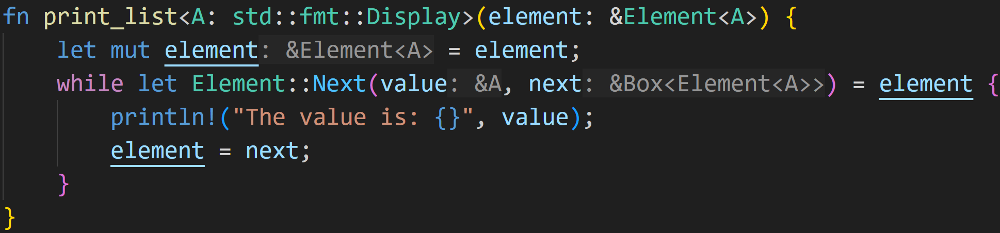 fn print_list<A: std::fmt::Display>(element: &Element<A>) {
let mut element: &Element<A> = element;
while let Element::Next(value: &A, next: &Box<Element<A>>) = element {
println!("The value is: {}", value);
element = next;
}
}